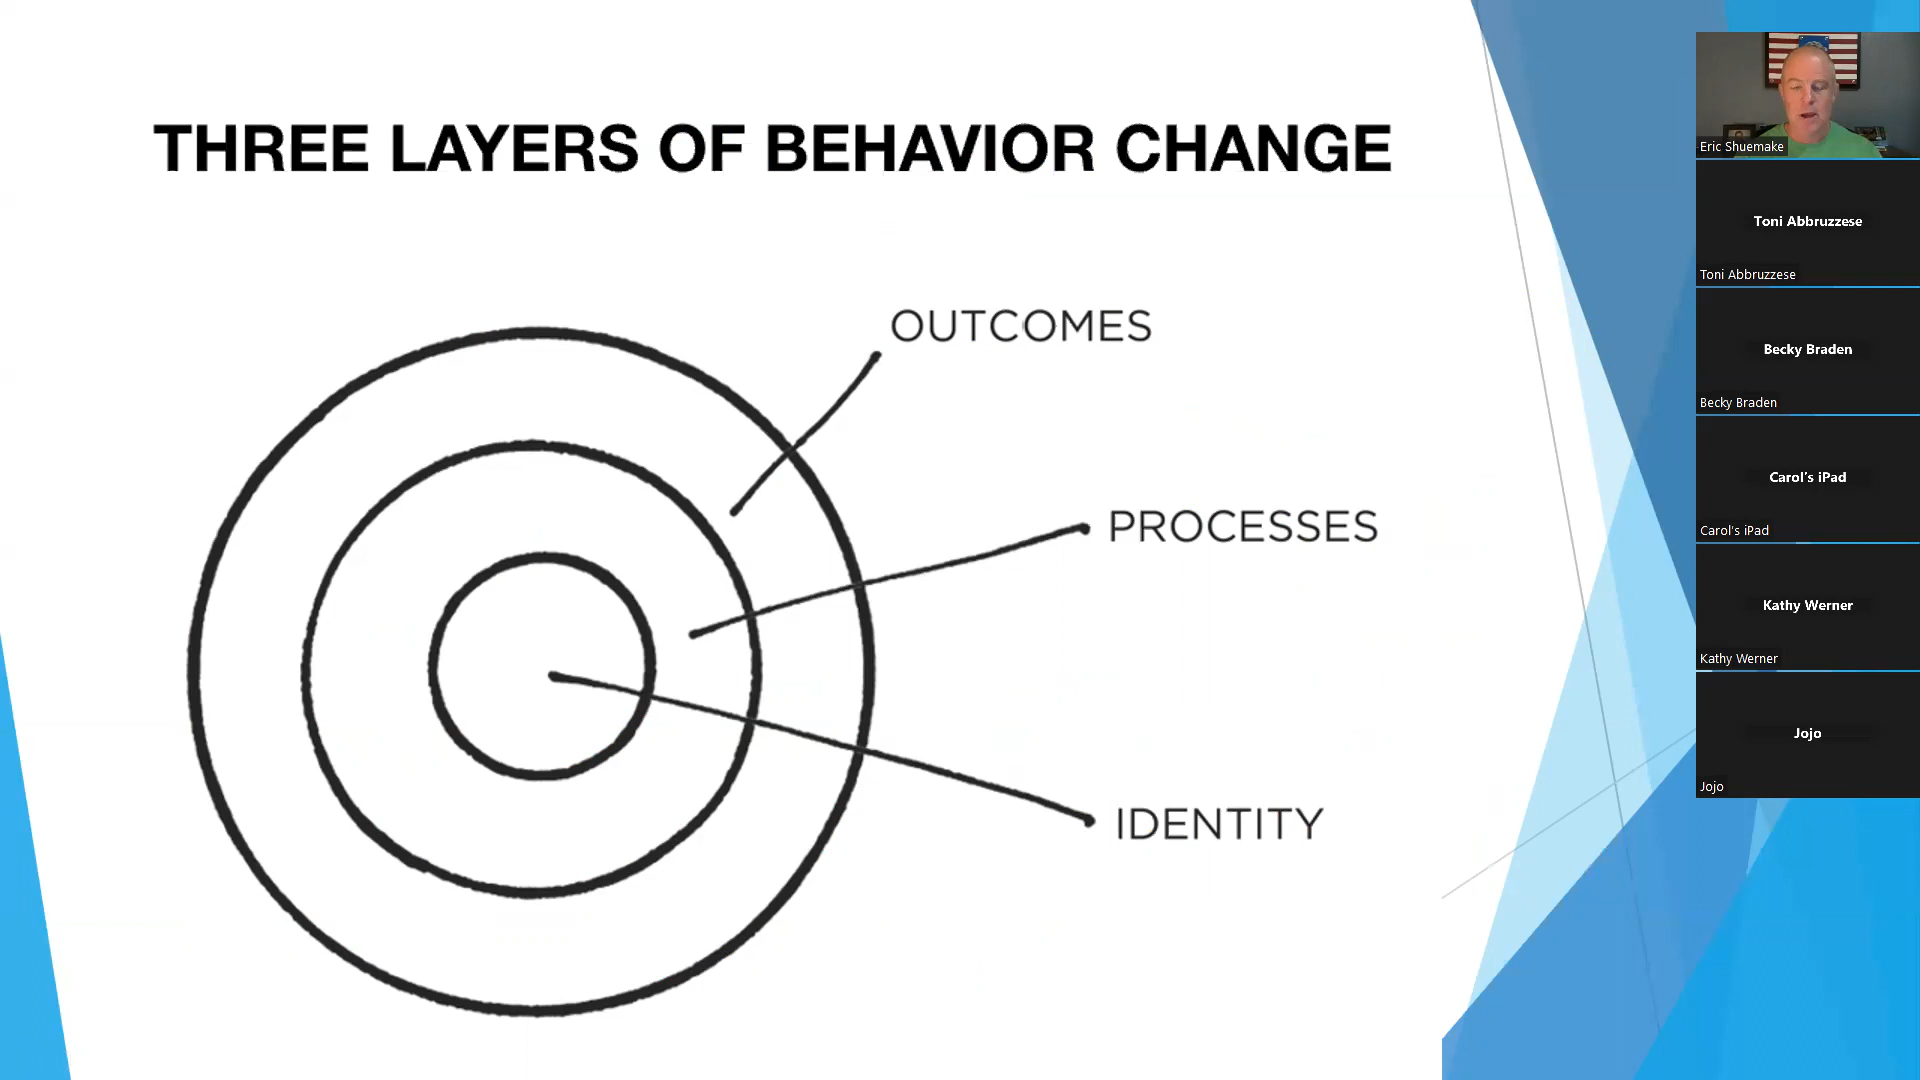 THREE LAYERS OF BEHAVIOR CHANGE
OUTCOMES
PROCESSES
IDENTITY
Eric Shuemake
Toni Abbruzzese
Toni Abbruzzese
Becky Braden
Becky Braden
Carol's iPad
Carol's iPad
Kathy Werner
Kathy Werner
Jojo
Jojo